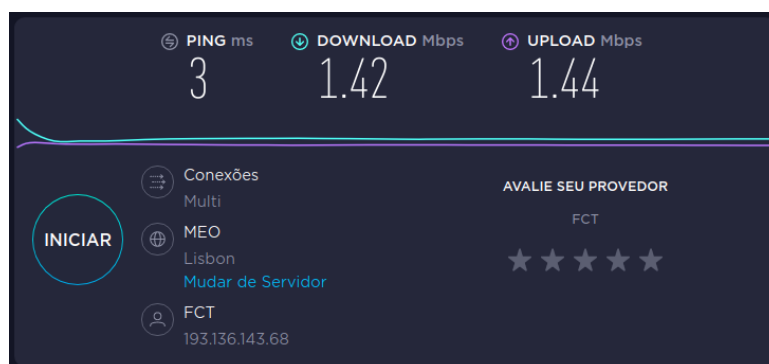 PING ms
DOWNLOAD Mbps
UPLOAD Mbps
3
1.42
1.44
Conexões
Multi
AVALIE SEU PROVEDOR
FCT
INICIAR
MEO
Lisbon
Mudar de Servidor
FCT
193.136.143.68